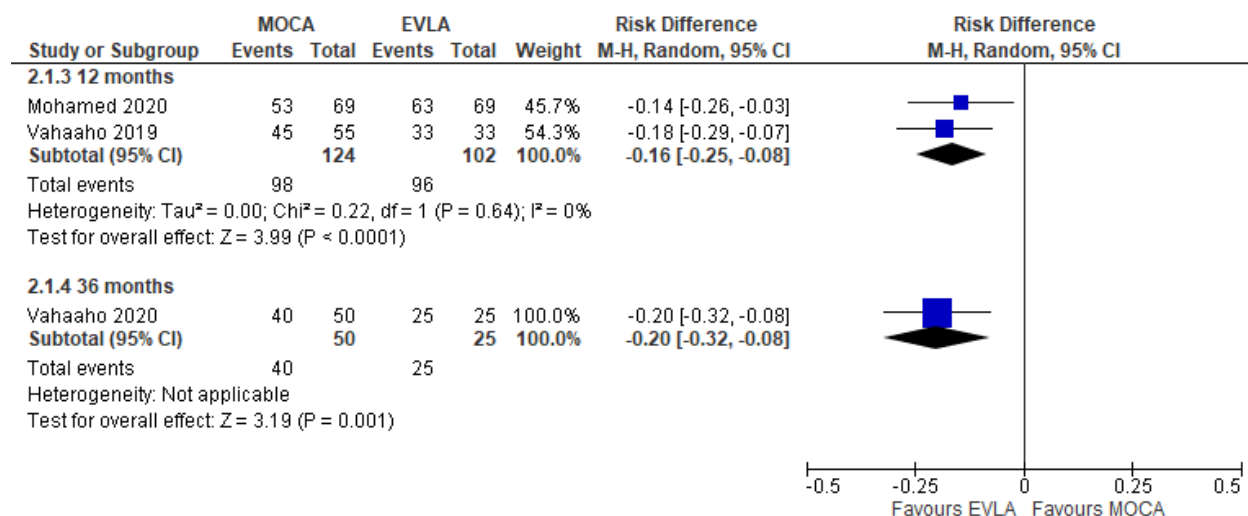 MOCA EVLA Risk Difference Risk Difference
Study or Subgroup Events Total Events Total Weight M-H, Random, 95% CI M-H, Random, 95% CI
2.1.3 12 months
Mohamed 2020 53 69 63 69 45.7% -0.14 [-0.26, -0.03]
Vahaaho 2019 45 55 33 33 54.3% -0.18 [-0.29, -0.07]
Subtotal (95% CI) 124 102 100.0% -0.16 [-0.25, -0.08]
Total events 98 96
Heterogeneity: Tau² = 0.00; Chi² = 0.22, df = 1 (P = 0.64); I² = 0%
Test for overall effect: Z = 3.99 (P < 0.0001)
2.1.4 36 months
Vahaaho 2020 40 50 25 25 100.0% -0.20 [-0.32, -0.08]
Subtotal (95% CI) 50 25 100.0% -0.20 [-0.32, -0.08]
Total events 40 25
Heterogeneity: Not applicable
Test for overall effect: Z = 3.19 (P = 0.001)
-0.5 -0.25 0 0.25 0.5
Favours EVLA Favours MOCA